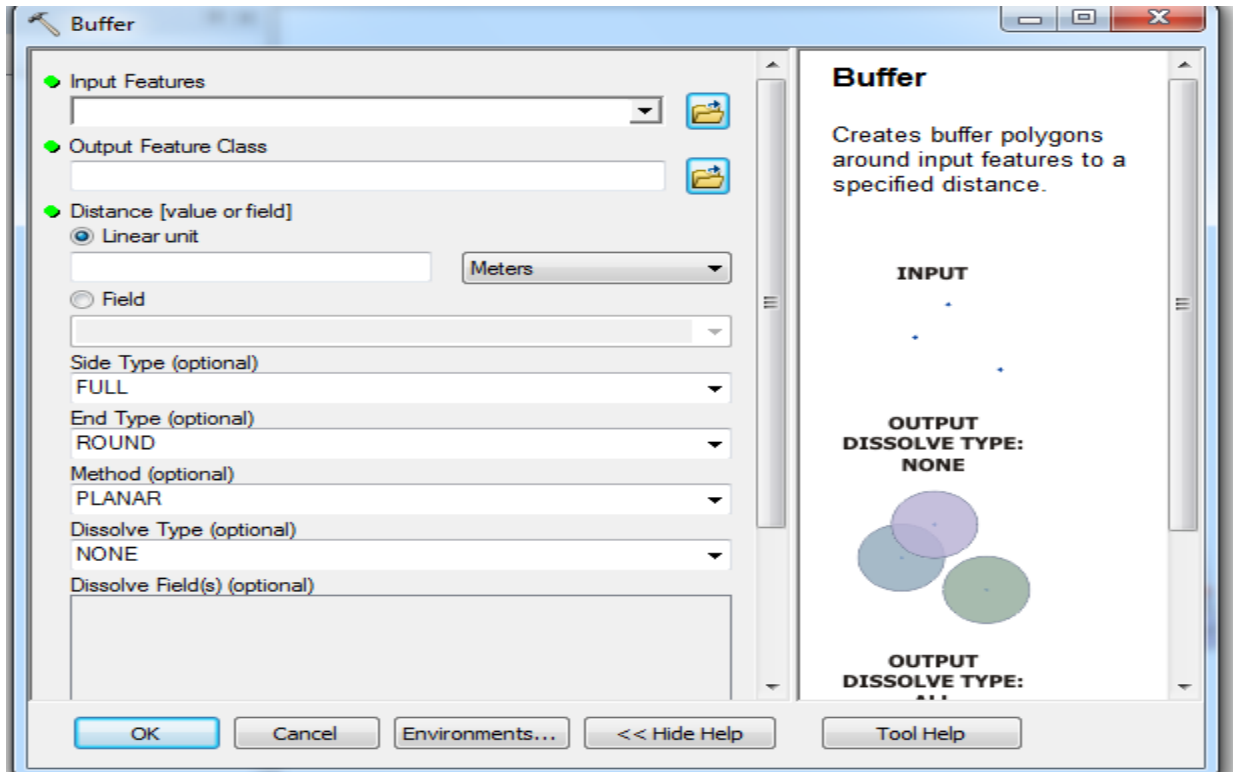 Buffer
Input Features
Output Feature Class
Distance [value or field]
Linear unit
Meters
Field
Side Type (optional)
FULL
End Type (optional)
ROUND
Method (optional)
PLANAR
Dissolve Type (optional)
NONE
Dissolve Field(s) (optional)
Buffer
Creates buffer polygons
around input features to a
specified distance.
INPUT
OUTPUT
DISSOLVE TYPE:
NONE
OUTPUT
DISSOLVE TYPE:
OK
Cancel
Environments...
<< Hide Help
Tool Help